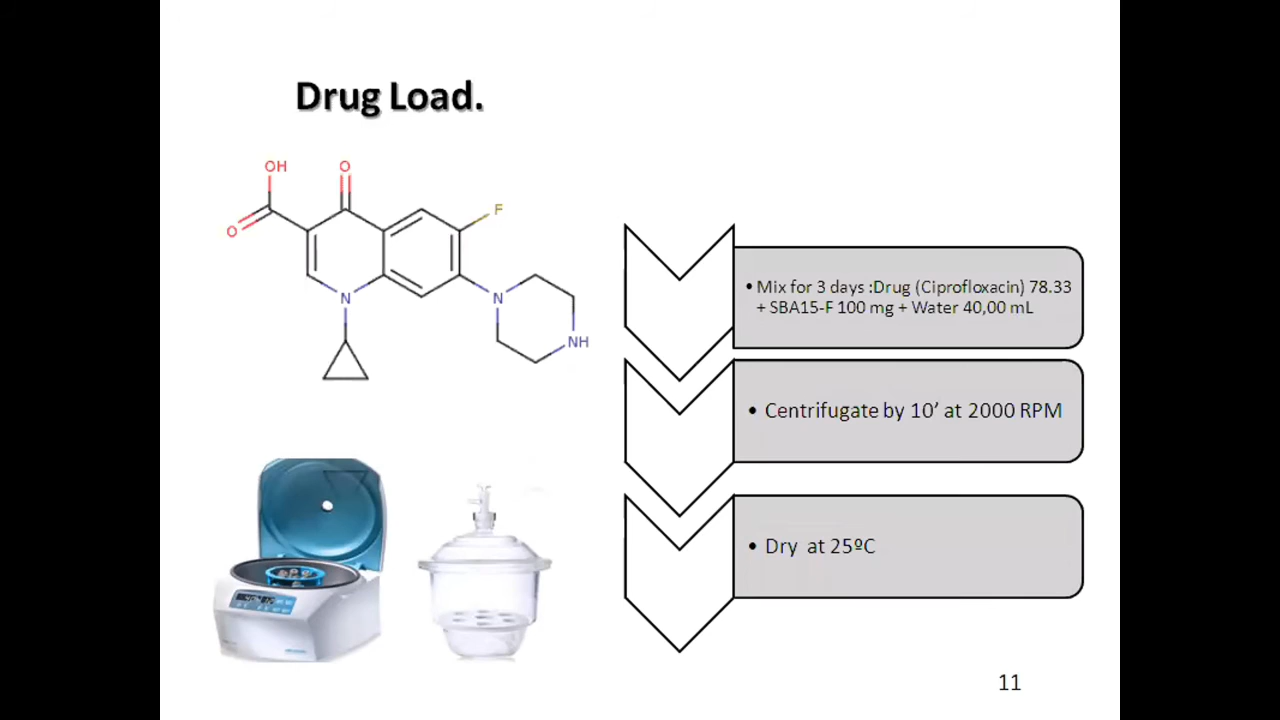 Drug Load.
OH
O
O
F
N
N
NH
• Mix for 3 days :Drug (Ciprofloxacin) 78.33
+ SBA15-F 100 mg + Water 40,00 mL
• Centrifugate by 10’ at 2000 RPM
• Dry at 25ºC
11